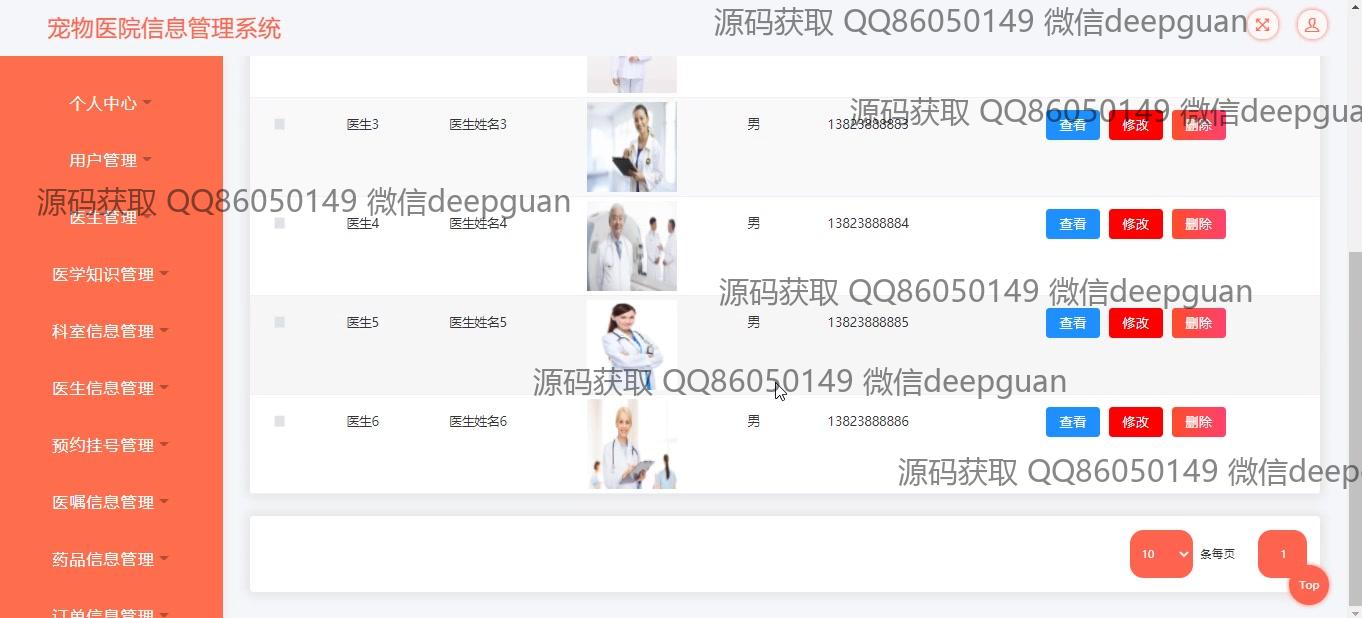 宠物医院信息管理系统
源码获取 QQ86050149 微信deepguan
个人中心
用户管理
医生管理
医学知识管理
科室信息管理
医生信息管理
预约挂号管理
医嘱信息管理
药品信息管理
订单信息管理
源码获取 QQ86050149 微信deepgua
医生3 医生姓名3 男 13823888883 查看 修改 删除
源码获取 QQ86050149 微信deepguan
医生4 医生姓名4 男 13823888884 查看 修改 删除
源码获取 QQ86050149 微信deepguan
医生5 医生姓名5 男 13823888885 查看 修改 删除
源码获取 QQ86050149 微信deepguan
医生6 医生姓名6 男 13823888886 查看 修改 删除
源码获取 QQ86050149 微信deep
10 条每页 1
Top